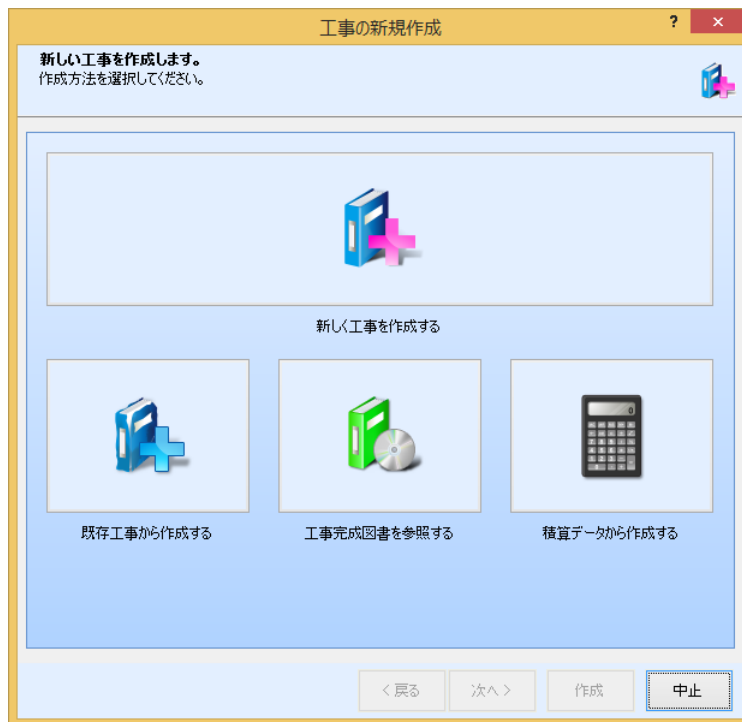 工事の新規作成
?
×
新しい工事を作成します。
作成方法を選択してください。
新しく工事を作成する
既存工事から作成する
工事完成図書を参照する
積算データから作成する
< 戻る
次へ >
作成
中止